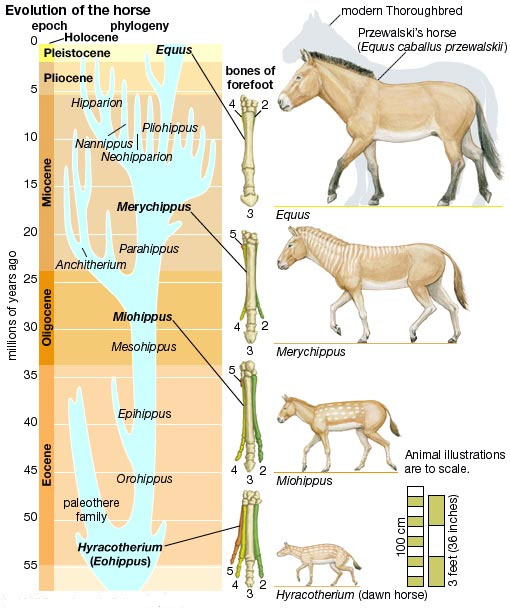 Evolution of the horse
epoch
phylogeny
Holocene
Pleistocene
Pliocene
Miocene
Oligocene
Eocene
millions of years ago
0
5
10
15
20
25
30
35
40
45
50
55
Equus
Hipparion
Pliohippus
Nannippus
Neohipparion
Merychippus
Parahippus
Anchitherium
Miohippus
Mesohippus
Epihippus
Orohippus
paleothere
family
Hyracotherium
(Eohippus)
bones of
forefoot
4
2
3
5
4
2
3
5
4
3
2
5
4
3
2
modern Thoroughbred
Przewalski's horse
(Equus caballus przewalskii)
Equus
Merychippus
Miohippus
Animal illustrations
are to scale.
100 cm
3 feet (36 inches)
Hyracotherium (dawn horse)